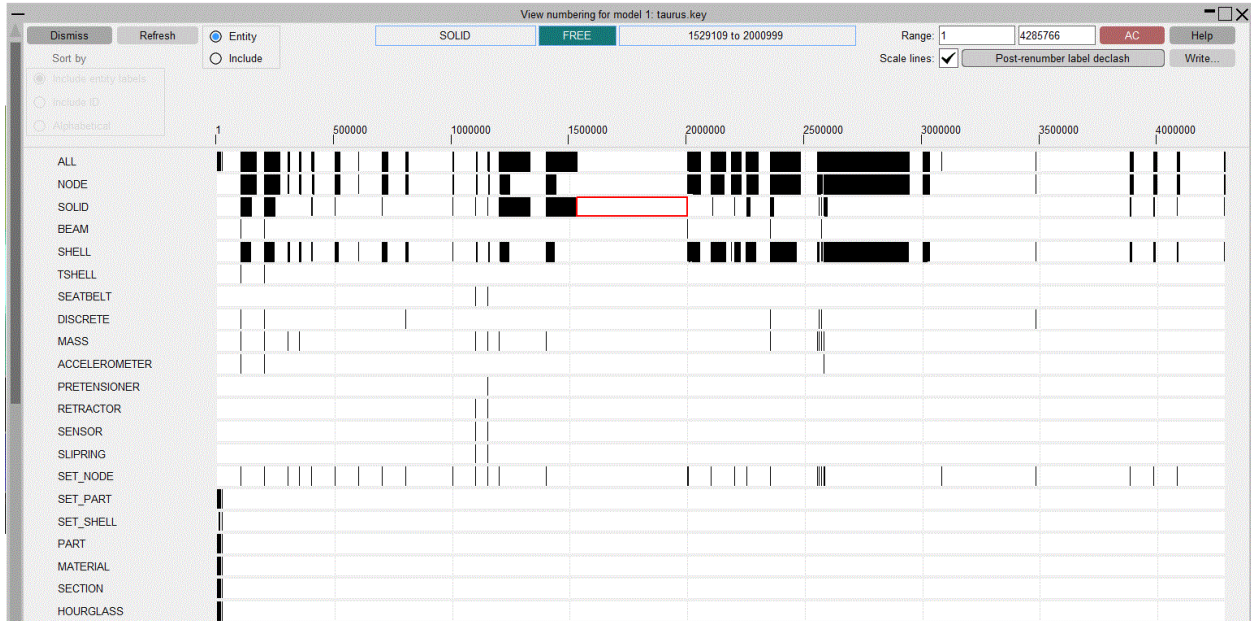 View numbering for model 1: taurus.key
Dismiss Refresh Entity SOLID FREE 1529109 to 2000999 Range: 1 4285766 AC Help
Sort by Include Scale lines: Post-renumber label declash Write...
Include entity labels
Include ID
Alphabetical
1 500000 1000000 1500000 2000000 2500000 3000000 3500000 4000000
ALL
NODE
SOLID
BEAM
SHELL
TSHELL
SEATBELT
DISCRETE
MASS
ACCELEROMETER
PRETENSIONER
RETRACTOR
SENSOR
SLIPRING
SET_NODE
SET_PART
SET_SHELL
PART
MATERIAL
SECTION
HOURGLASS